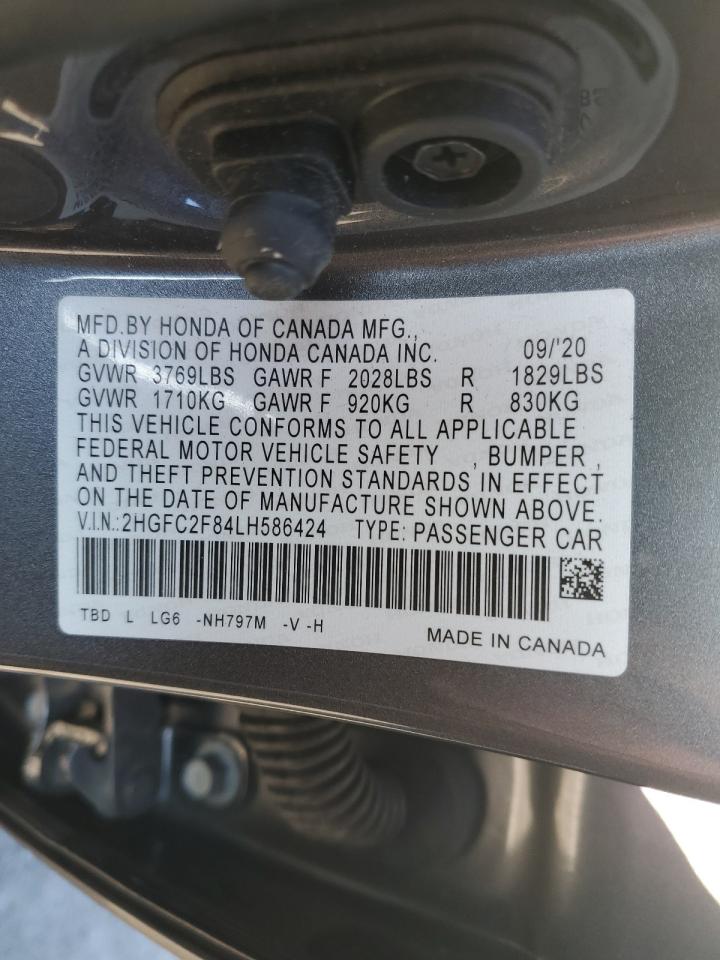 MFD.BY HONDA OF CANADA MFG.,
A DIVISION OF HONDA CANADA INC. 09/'20
GVWR 3769LBS GAWR F 2028LBS R 1829LBS
GVWR 1710KG GAWR F 920KG R 830KG
THIS VEHICLE CONFORMS TO ALL APPLICABLE
FEDERAL MOTOR VEHICLE SAFETY , BUMPER ,
AND THEFT PREVENTION STANDARDS IN EFFECT
ON THE DATE OF MANUFACTURE SHOWN ABOVE.
V.I.N.:2HGFC2F84LH586424 TYPE: PASSENGER CAR
TBD L LG6 -NH797M -V -H
MADE IN CANADA